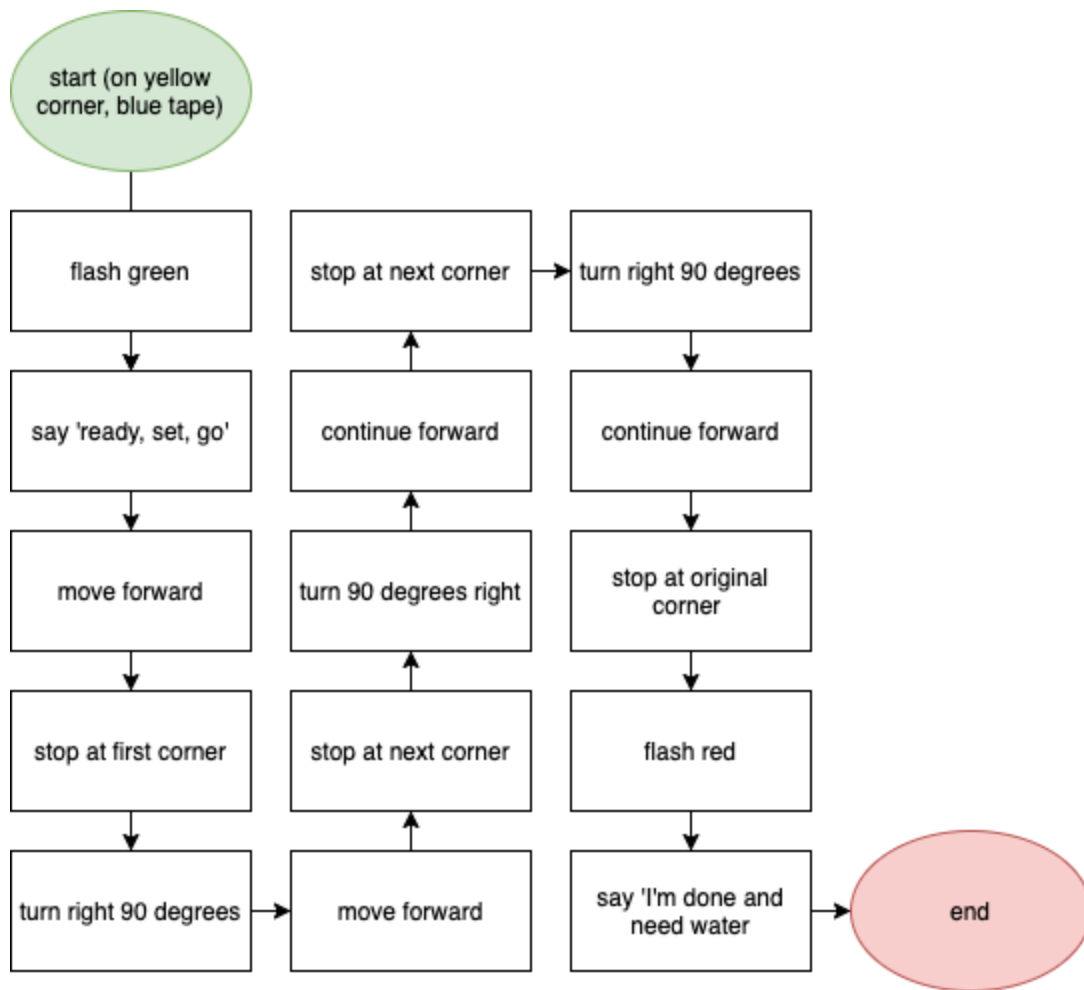 start (on yellow
corner, blue tape)
flash green
say 'ready, set, go'
move forward
stop at first corner
turn right 90 degrees
move forward
stop at next corner
turn 90 degrees right
continue forward
stop at next corner
turn right 90 degrees
continue forward
stop at original
corner
flash red
say 'I'm done and
need water
end